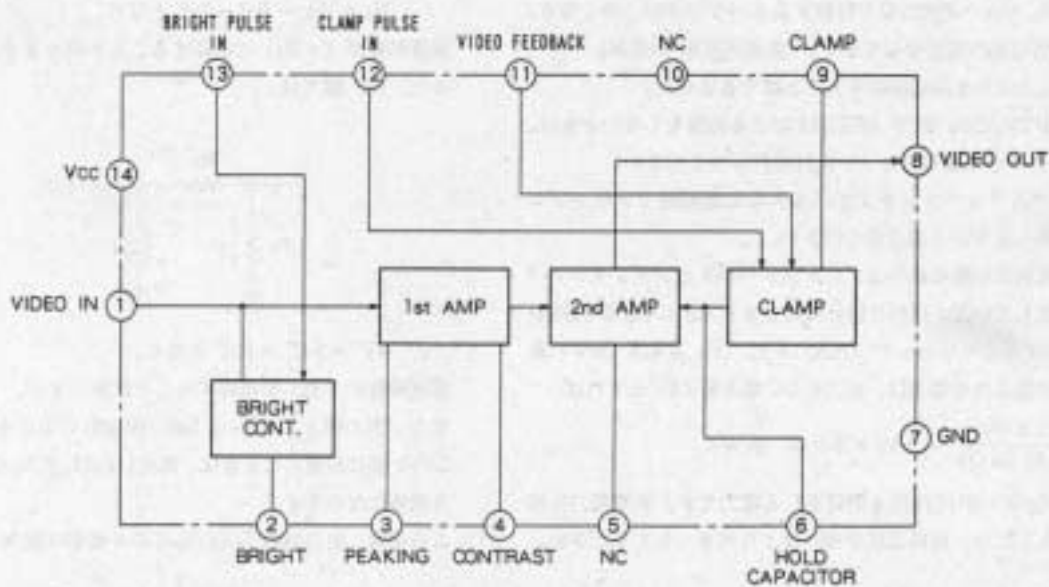 BRIGHT PULSE IN
CLAMP PULSE IN
VIDEO FEEDBACK
NC
CLAMP
13
12
11
10
9
VCC 14
8 VIDEO OUT
VIDEO IN 1
1st AMP
2nd AMP
CLAMP
BRIGHT CONT.
7 GND
2
3
4
5
6
BRIGHT
PEAKING
CONTRAST
NC
HOLD CAPACITOR